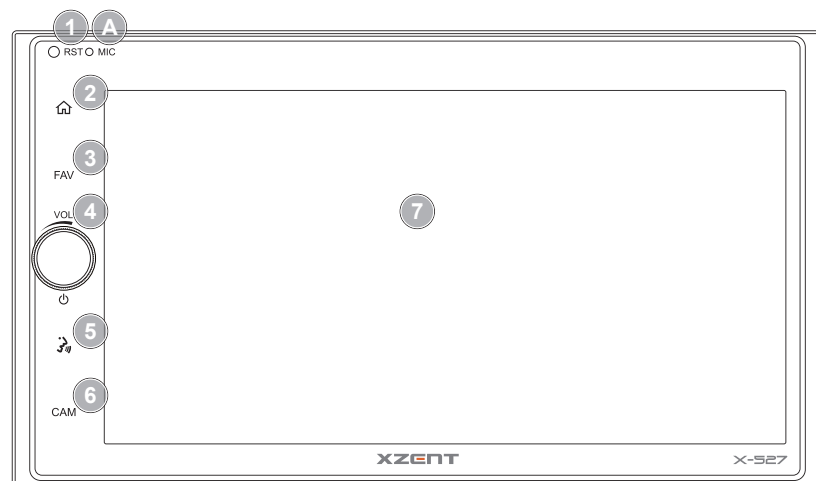 1 A
RST MIC
2
3
FAV
VOL 4
7
5
6
CAM
XZENT X-527